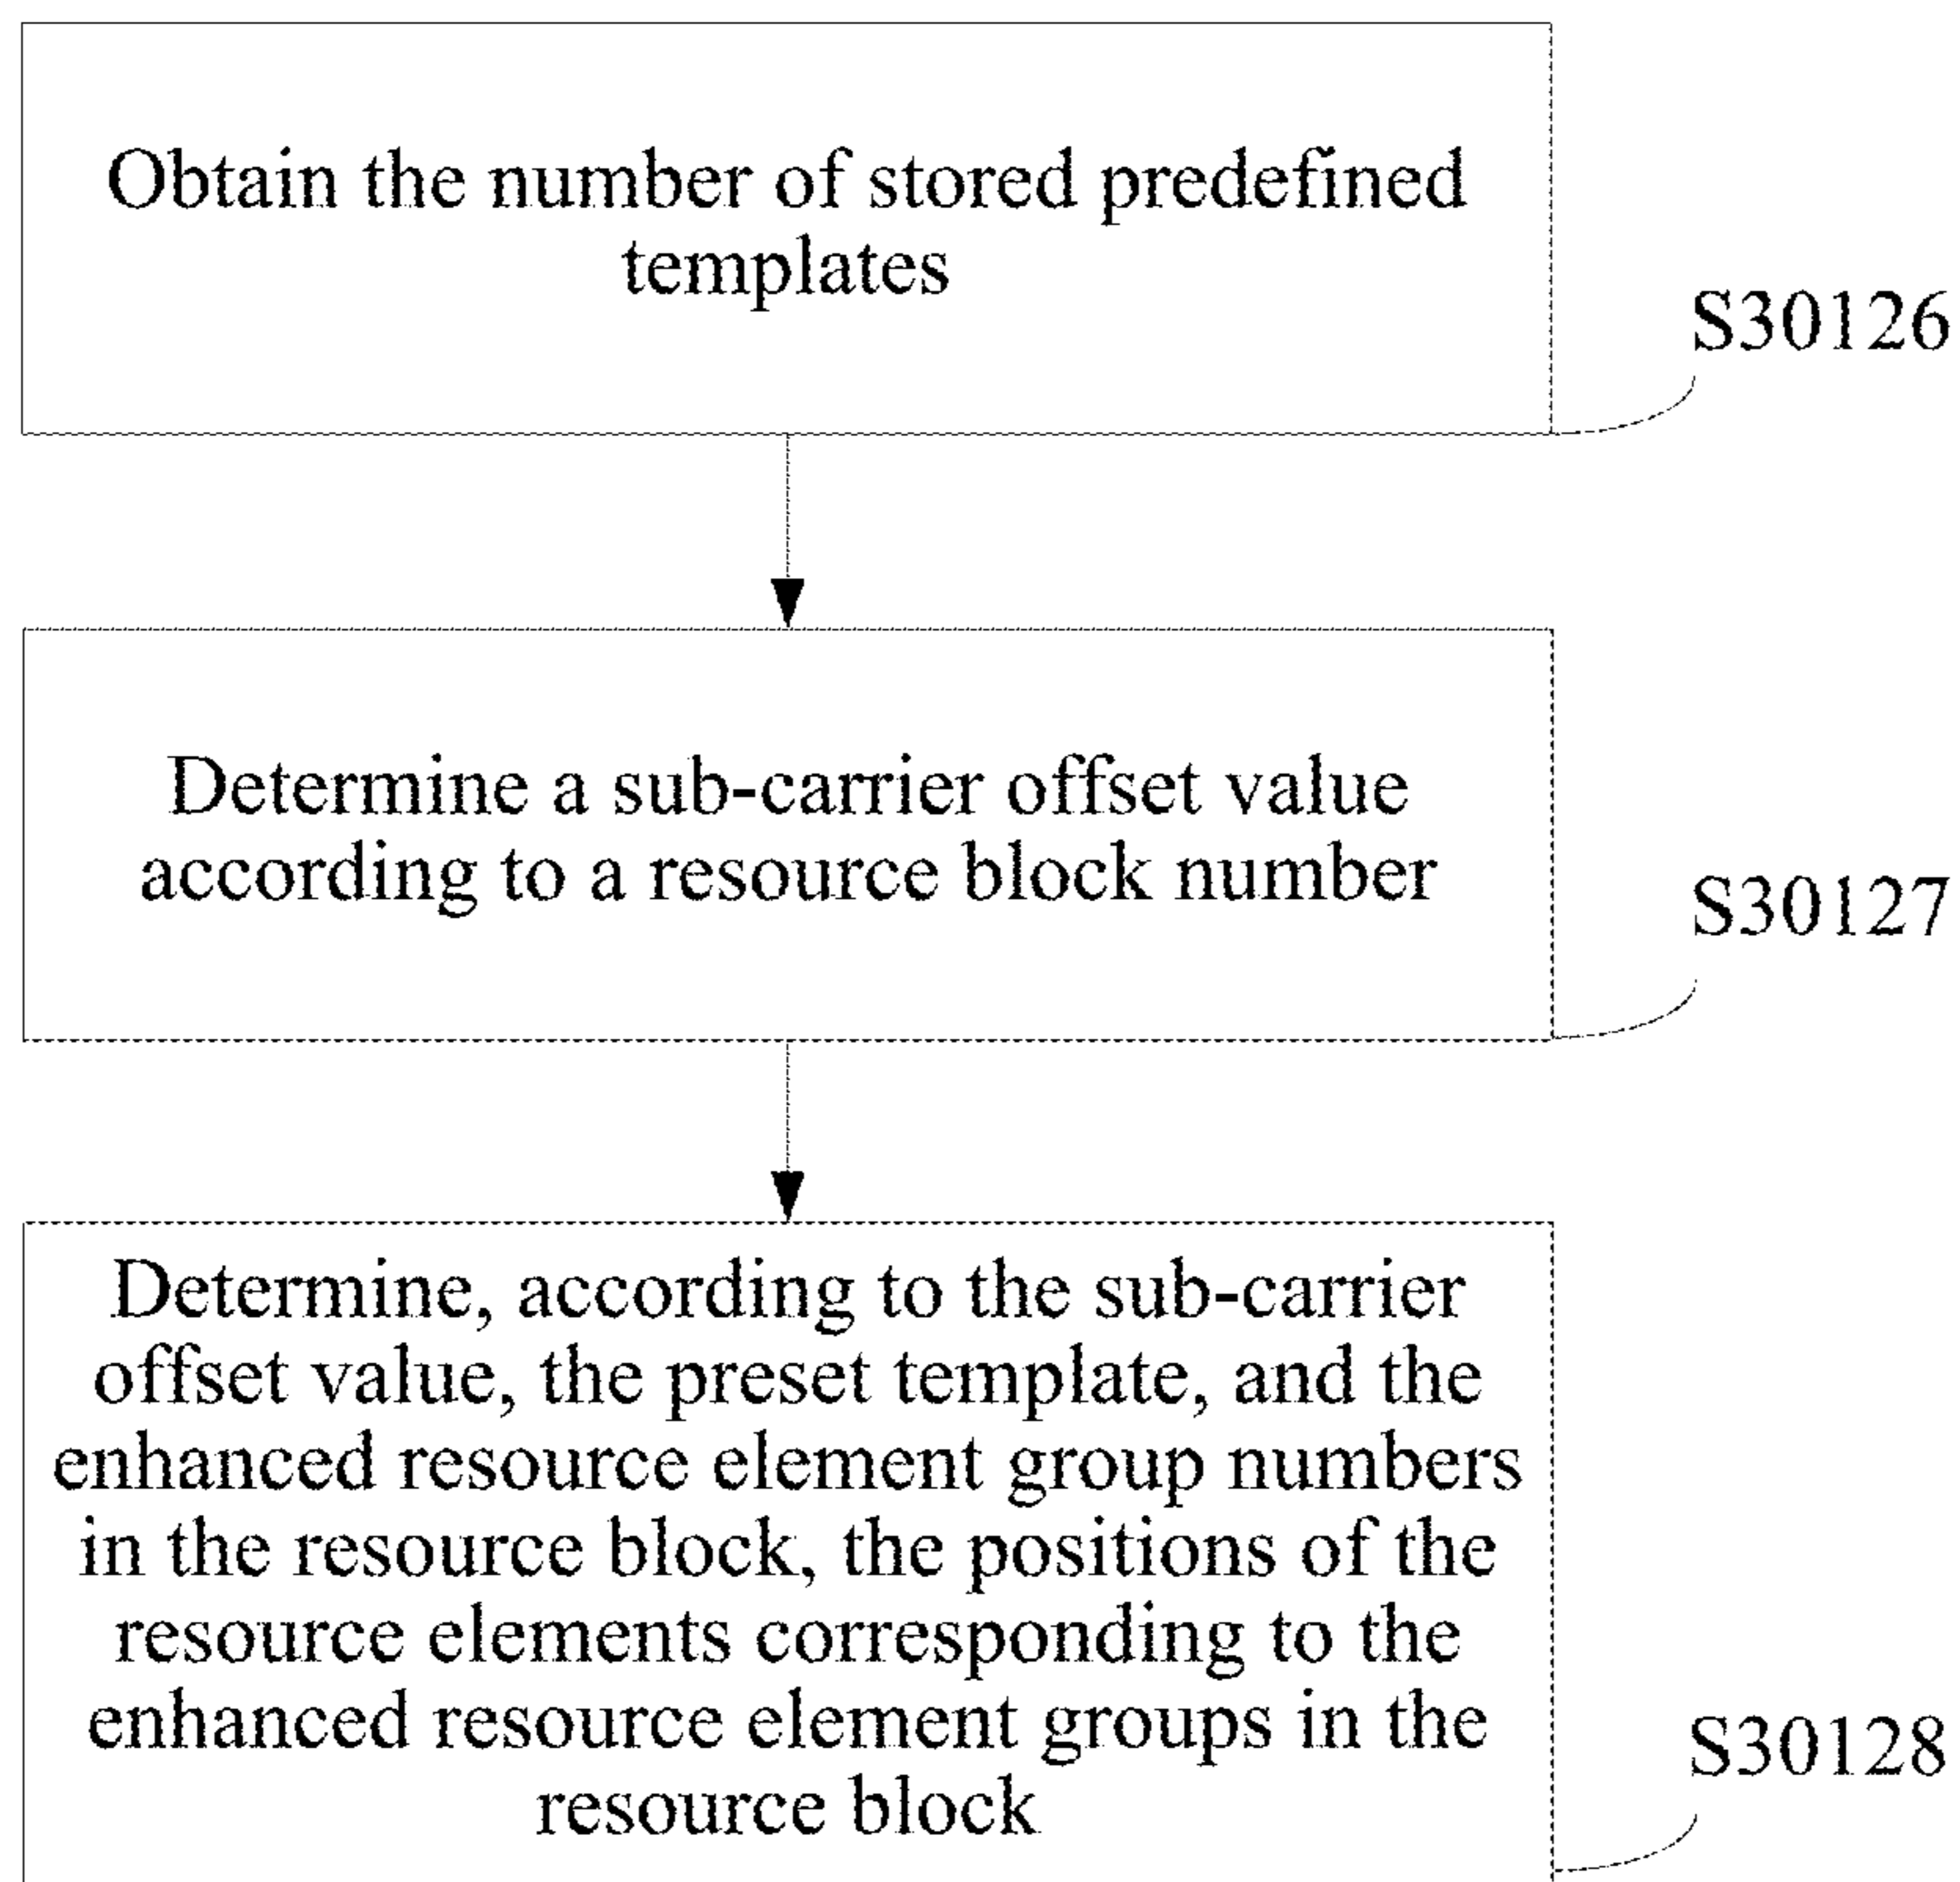 Obtain the number of stored predefined
templates
S30126
Determine a sub-carrier offset value
according to a resource block number
S30127
Determine, according to the sub-carrier
offset value, the preset template, and the
enhanced resource element group numbers
in the resource block, the positions of the
resource elements corresponding to the
enhanced resource element groups in the
resource block
S30128